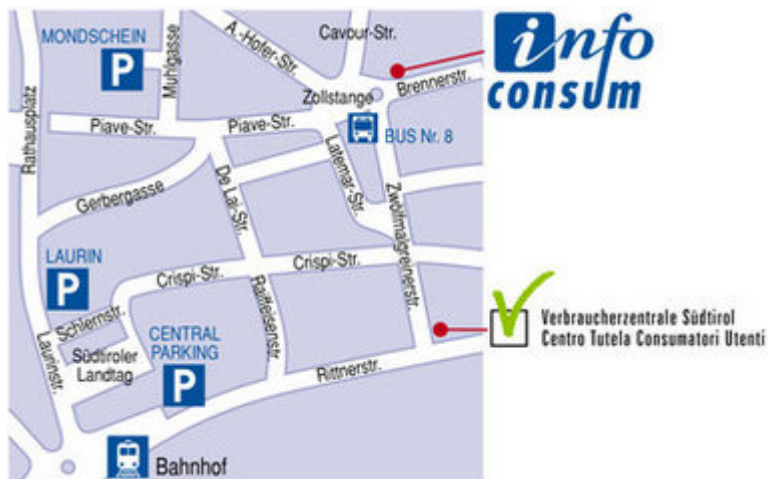 MONDSCHEIN
P
Mühlgasse
A.-Hofer-Str.
Cavour-Str.
info
consum
Brennerstr.
Zollstange
Rathausplatz
Piave-Str.
Piave-Str.
BUS Nr. 8
Latemar-Str.
De Lai-Str.
Zwölfmalgreinerstr.
Gerbergasse
LAURIN
P
Crispi-Str.
Crispi-Str.
Schlernstr.
Raiffeisenstr.
Laurinstr.
Südtiroler
Landtag
CENTRAL
PARKING
P
Rittnerstr.
Verbraucherzentrale Südtirol
Centro Tutela Consumatori Utenti
Bahnhof